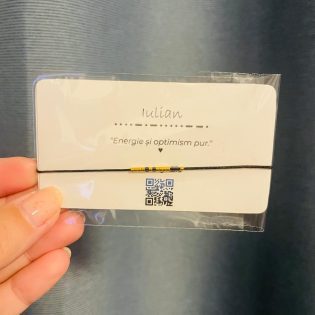 Iulian
"Energie și optimism pur."